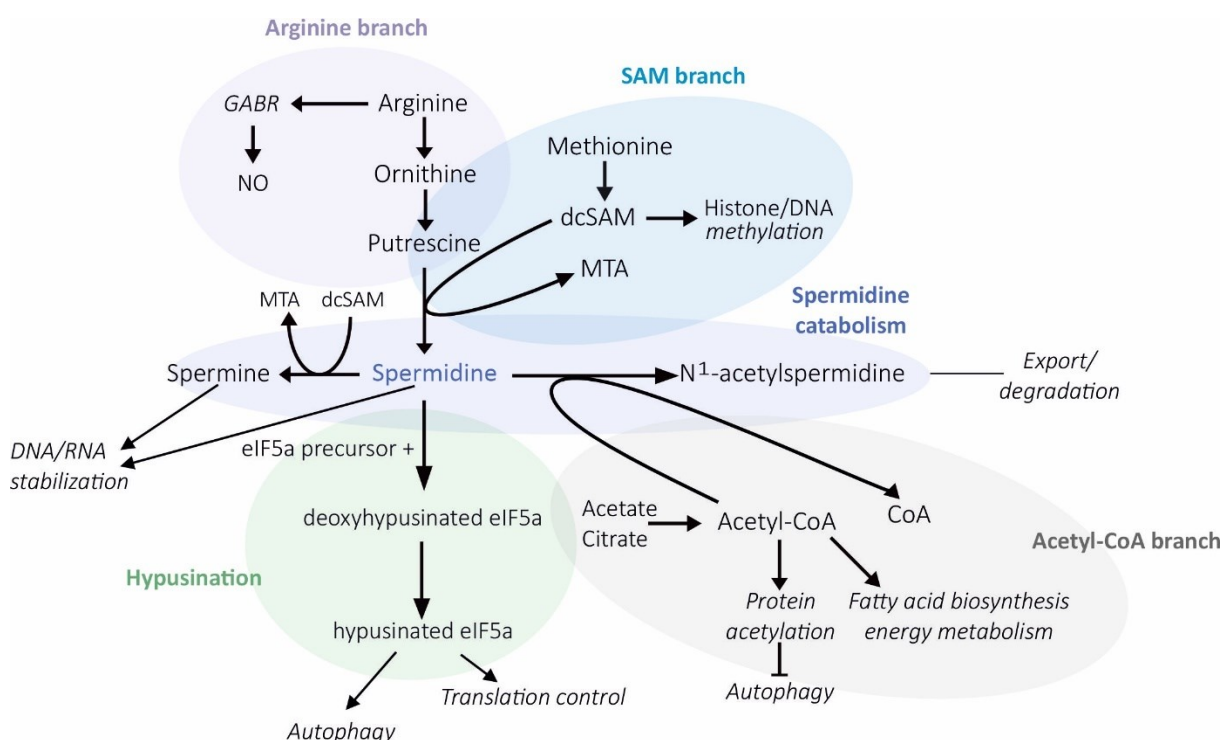 Arginine branch
SAM branch
GABR
Arginine
Methionine
NO
Ornithine
dcSAM
Histone/DNA
methylation
Putrescine
MTA
MTA
dcSAM
Spermidine
catabolism
Spermine
Spermidine
N¹-acetylspermidine
Export/
degradation
DNA/RNA
stabilization
eIF5a precursor +
deoxyhypusinated eIF5a
Acetate
Citrate
Acetyl-CoA
CoA
Acetyl-CoA branch
Hypusination
Protein
acetylation
Fatty acid biosynthesis
energy metabolism
hypusinated eIF5a
Translation control
Autophagy
Autophagy